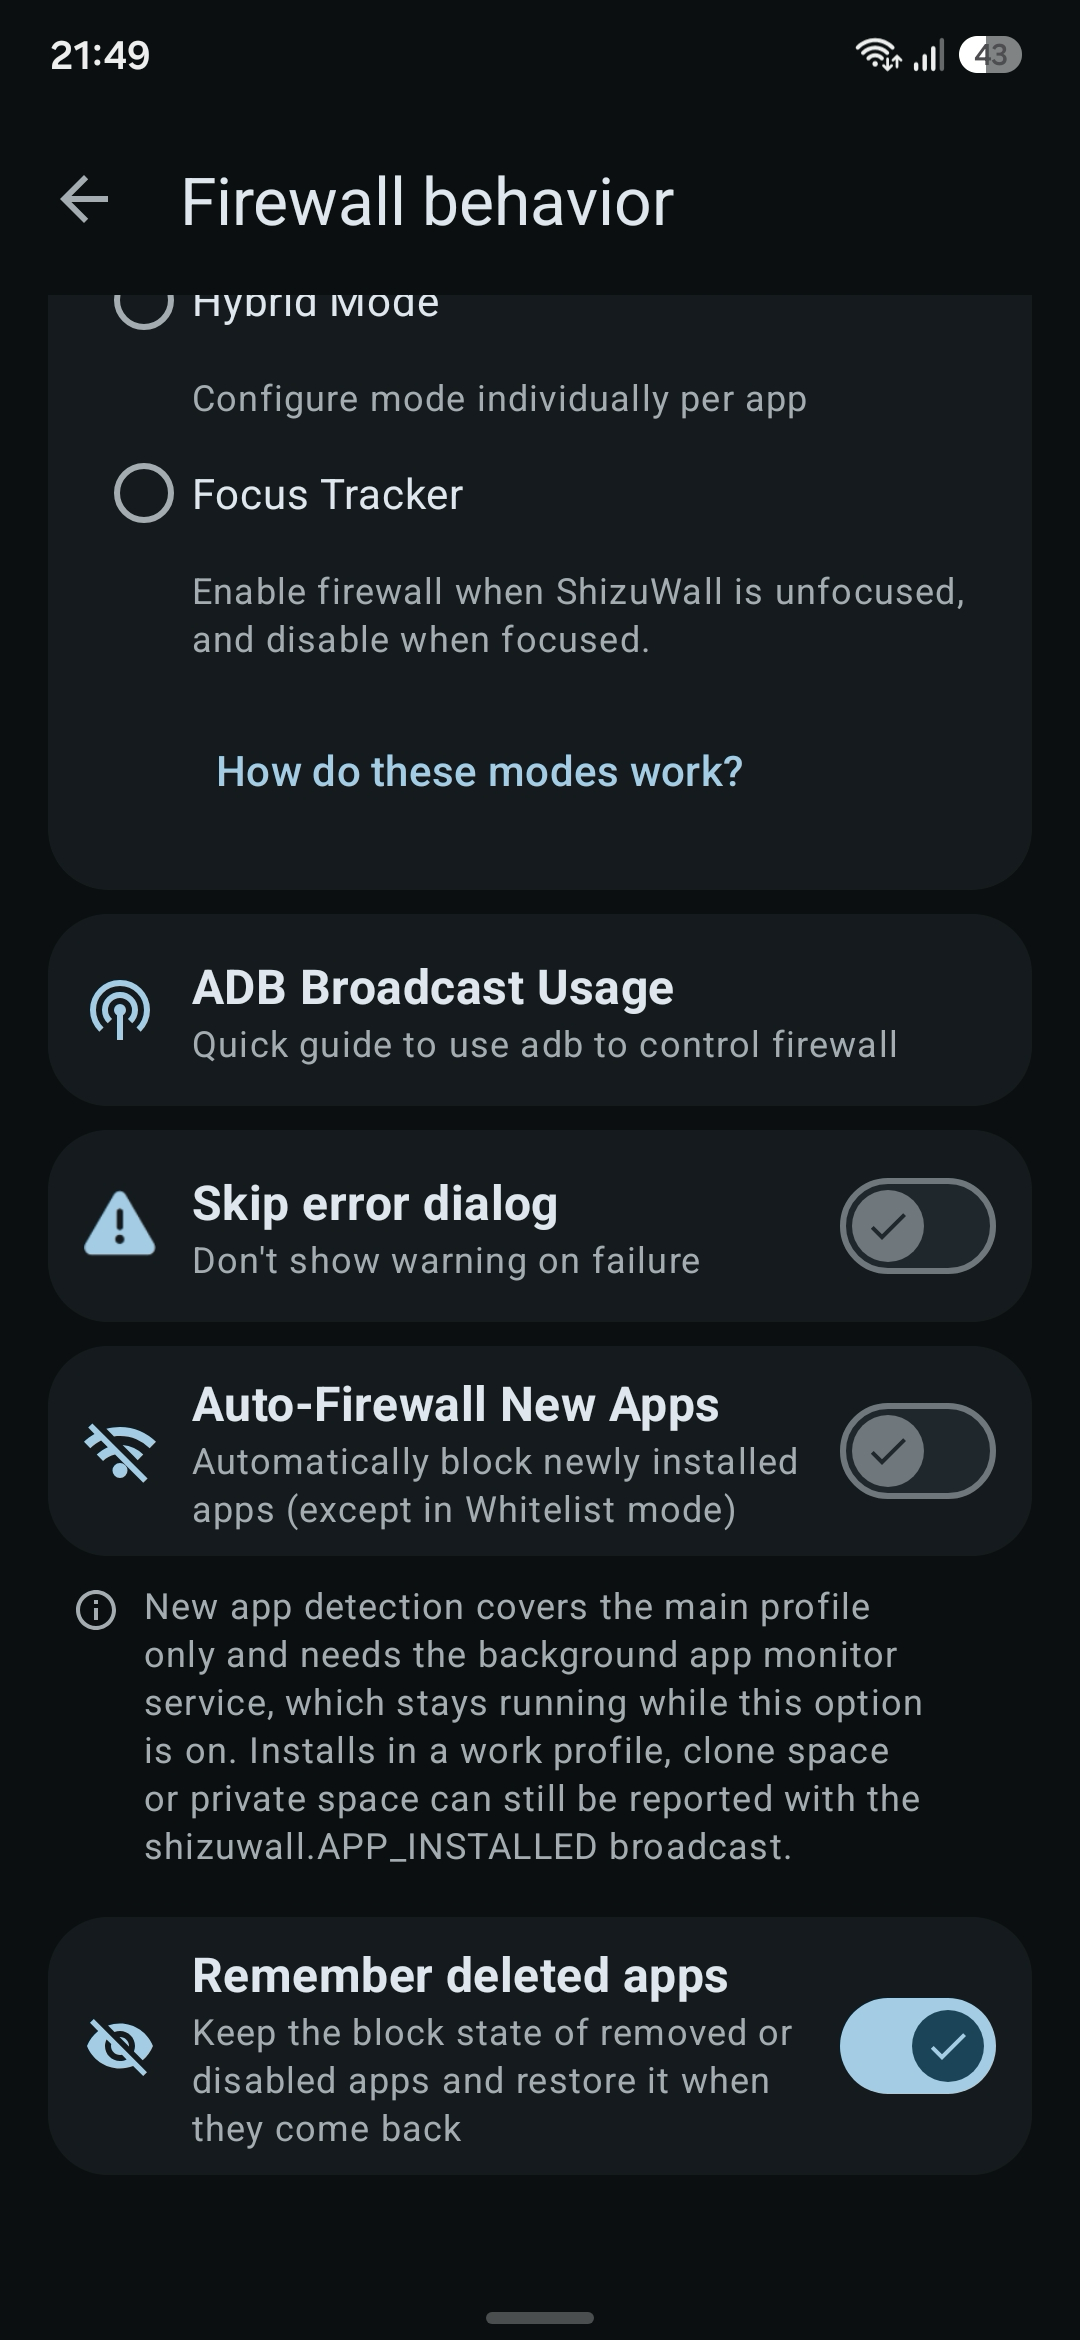 21:49
43
Firewall behavior
Hybrid Mode
Configure mode individually per app
Focus Tracker
Enable firewall when ShizuWall is unfocused,
and disable when focused.
How do these modes work?
ADB Broadcast Usage
Quick guide to use adb to control firewall
Skip error dialog
Don't show warning on failure
Auto-Firewall New Apps
Automatically block newly installed
apps (except in Whitelist mode)
New app detection covers the main profile
only and needs the background app monitor
service, which stays running while this option
is on. Installs in a work profile, clone space
or private space can still be reported with the
shizuwall.APP_INSTALLED broadcast.
Remember deleted apps
Keep the block state of removed or
disabled apps and restore it when
they come back